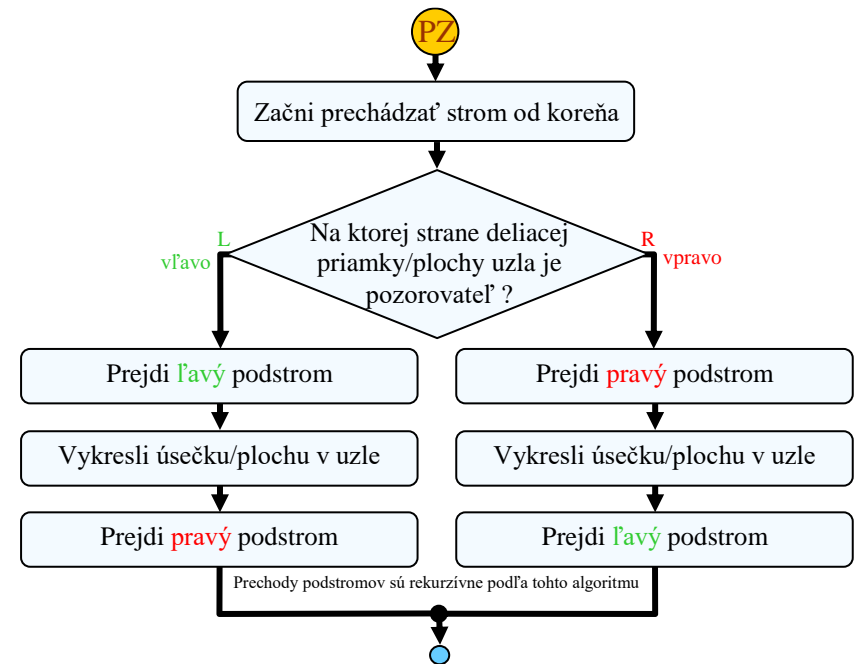 PZ
Začni prechádzať strom od koreňa
L
Na ktorej strane deliacej
R
vľavo
priamky/plochy uzla je
vpravo
pozorovateľ ?
Prejdi ľavý podstrom
Prejdi pravý podstrom
Vykresli úsečku/plochu v uzle
Vykresli úsečku/plochu v uzle
Prejdi pravý podstrom
Prejdi ľavý podstrom
Prechody podstromov sú rekurzívne podľa tohto algoritmu